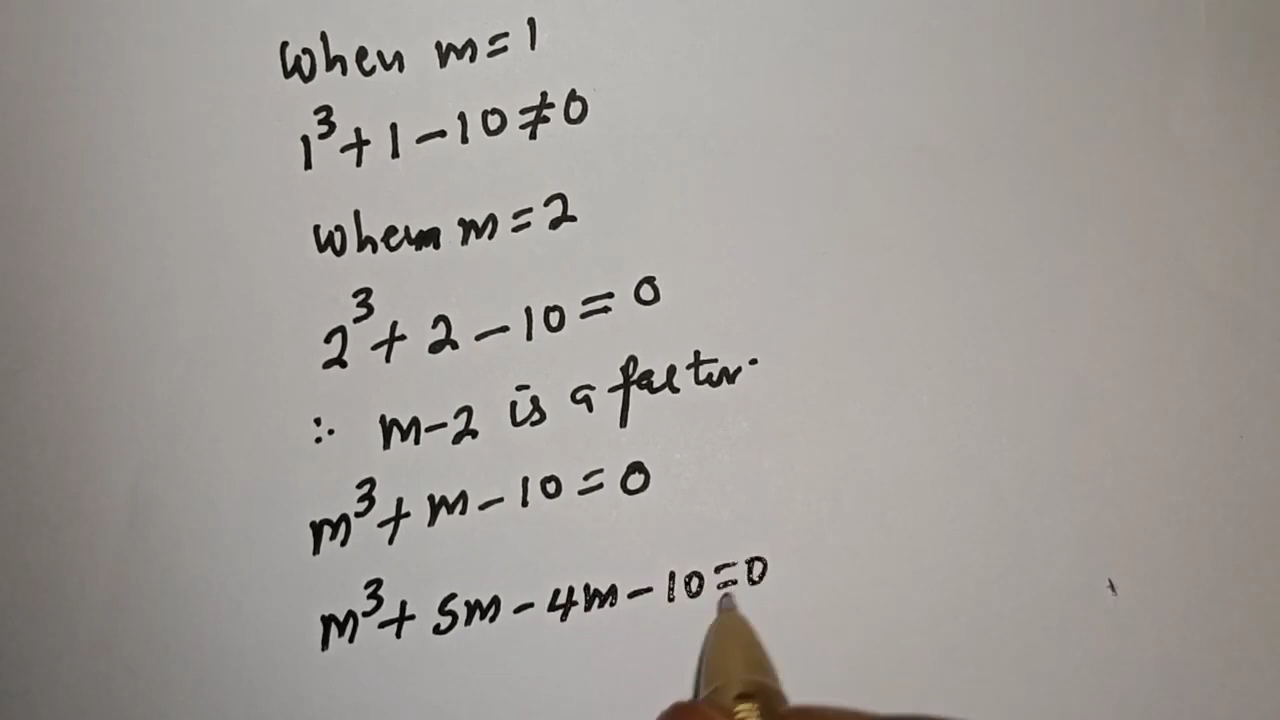 When m=1
1³+1-10≠0
When m=2
2³+2-10=0
∴ m-2 is a factor.
m³+m-10=0
m³+5m-4m-10=0